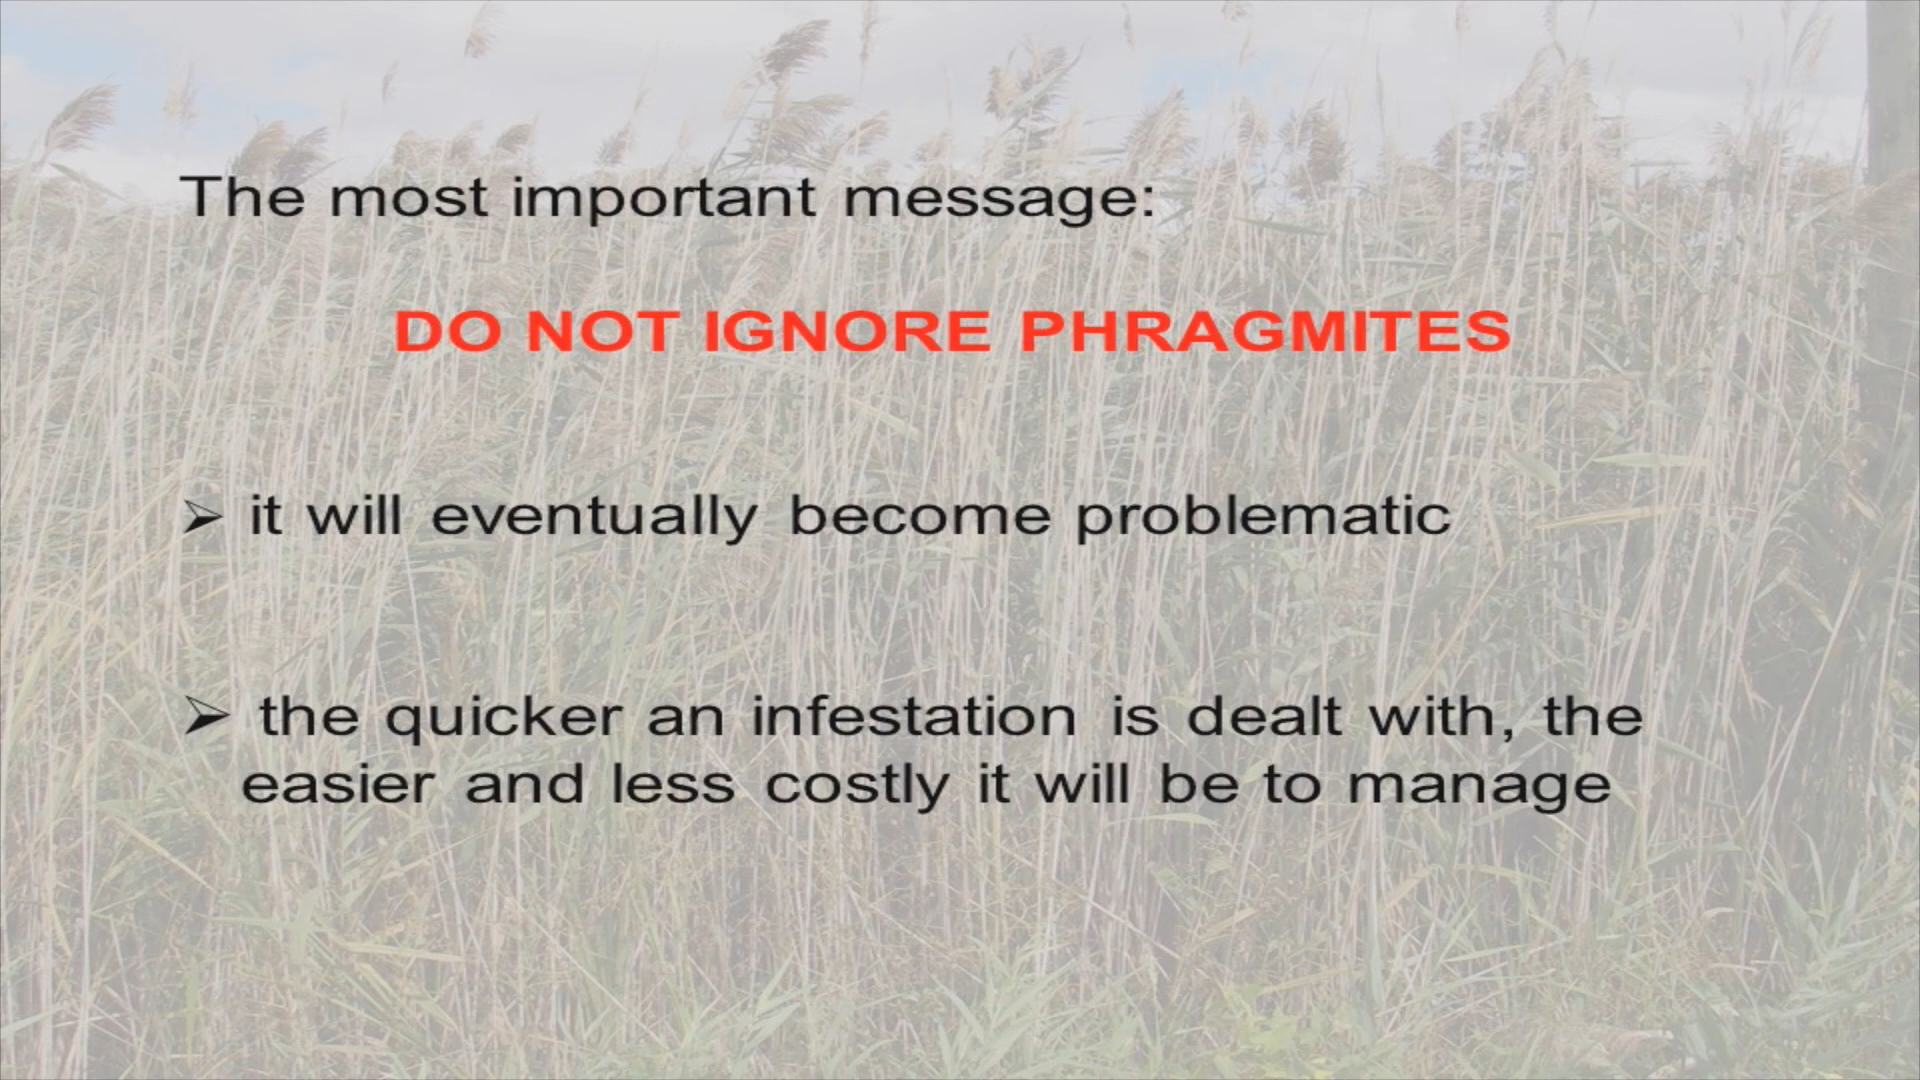 The most important message:
DO NOT IGNORE PHRAGMITES
➢ it will eventually become problematic
➢ the quicker an infestation is dealt with, the
easier and less costly it will be to manage